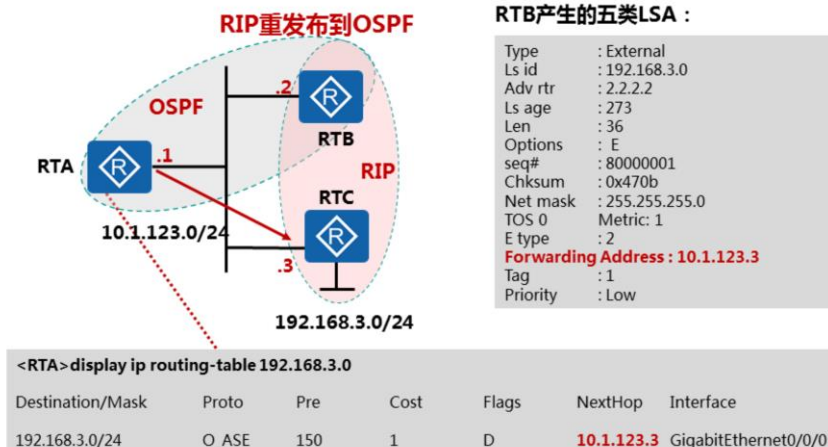 RIP重发布到OSPF
RTB产生的五类LSA：
Type : External
Ls id : 192.168.3.0
Adv rtr : 2.2.2.2
Ls age : 273
Len : 36
Options : E
seq# : 80000001
Chksum : 0x470b
Net mask : 255.255.255.0
TOS 0 Metric: 1
E type : 2
Forwarding Address : 10.1.123.3
Tag : 1
Priority : Low
OSPF
.2
R
RTB
RTA
R
.1
RIP
RTC
R
10.1.123.0/24
.3
192.168.3.0/24
<RTA>display ip routing-table 192.168.3.0
Destination/Mask Proto Pre Cost Flags NextHop Interface
192.168.3.0/24 O_ASE 150 1 D 10.1.123.3 GigabitEthernet0/0/0